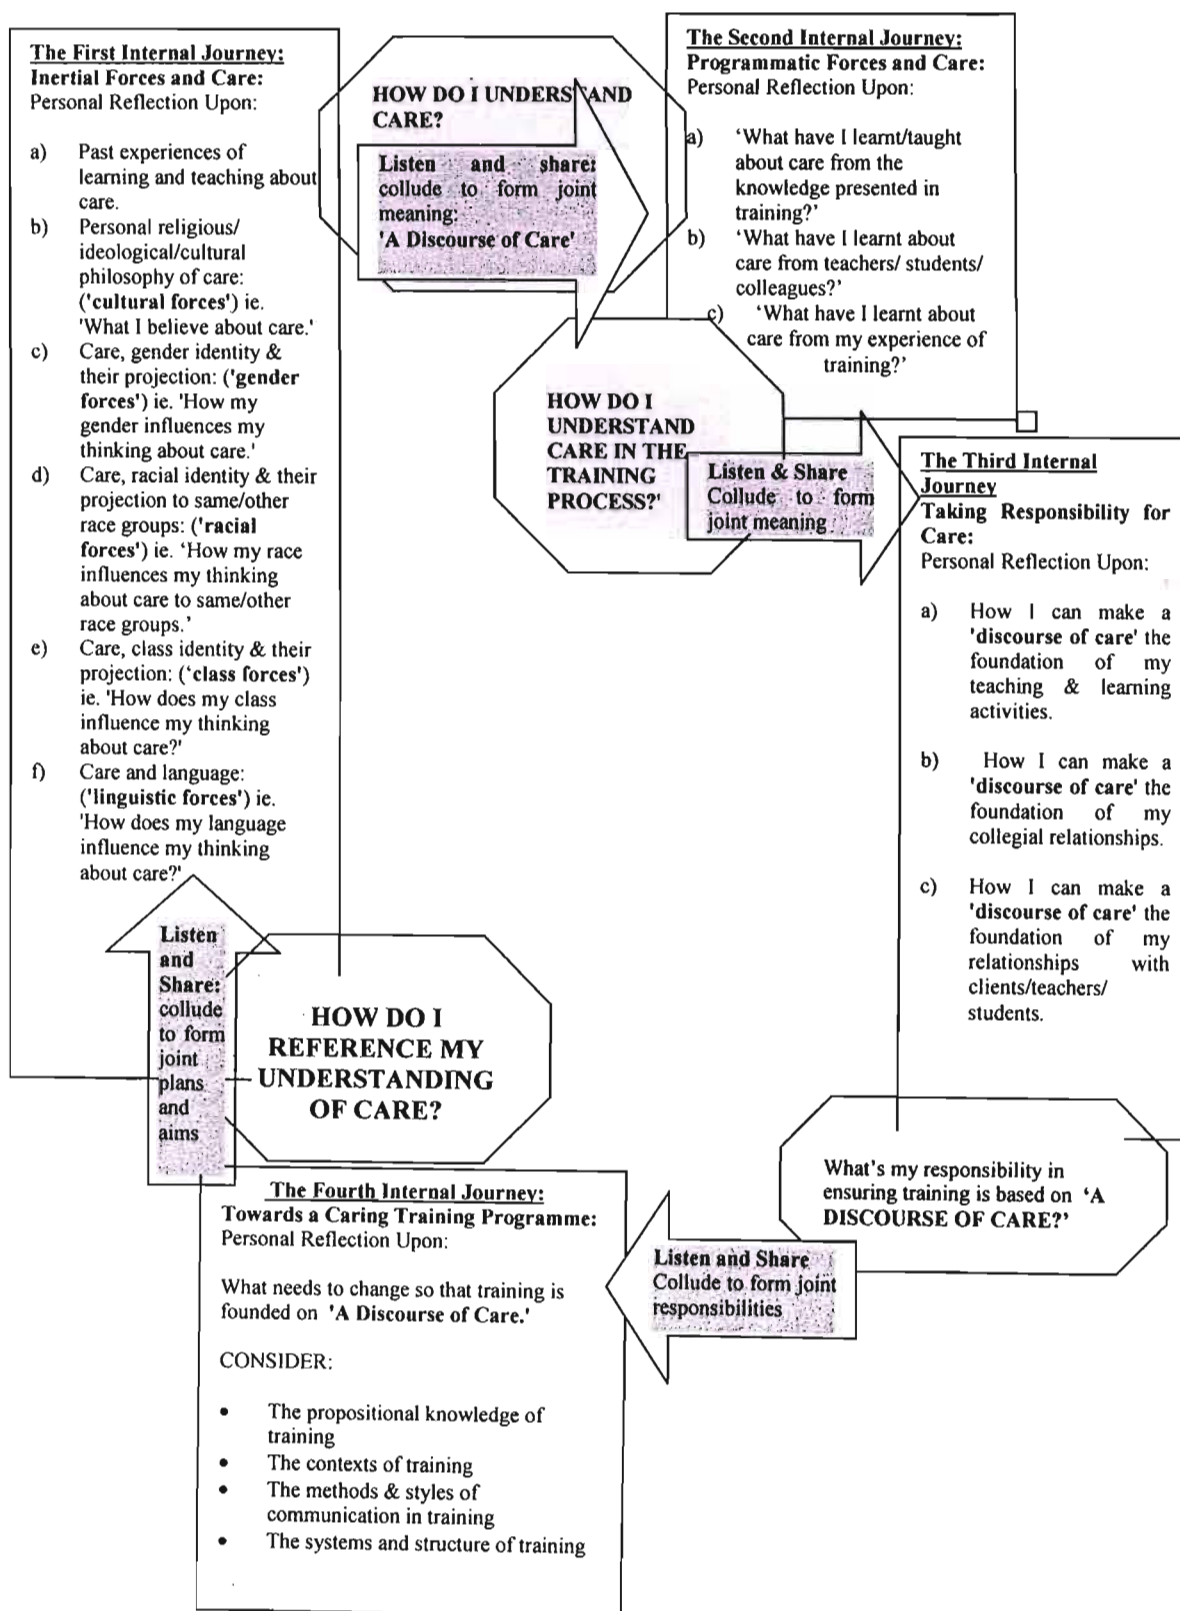 The First Internal Journey:
Inertial Forces and Care:
Personal Reflection Upon:
a) Past experiences of
learning and teaching about
care.
b) Personal religious/
ideological/cultural
philosophy of care:
('cultural forces') ie.
'What I believe about care.'
c) Care, gender identity &
their projection: ('gender
forces') ie. 'How my
gender influences my
thinking about care.'
d) Care, racial identity & their
projection to same/other
race groups: ('racial
forces') ie. 'How my race
influences my thinking
about care to same/other
race groups.'
e) Care, class identity & their
projection: ('class forces')
ie. 'How does my class
influence my thinking
about care?'
f) Care and language:
('linguistic forces') ie.
'How does my language
influence my thinking
about care?'
HOW DO I UNDERSTAND
CARE?
Listen and share:
collude to form joint
meaning:
'A Discourse of Care'
The Second Internal Journey:
Programmatic Forces and Care:
Personal Reflection Upon:
a) 'What have I learnt/taught
about care from the
knowledge presented in
training?'
b) 'What have I learnt about
care from teachers/ students/
colleagues?'
c) 'What have I learnt about
care from my experience of
training?'
HOW DO I
UNDERSTAND
CARE IN THE
TRAINING
PROCESS?'
Listen & Share
Collude to form
joint meaning
The Third Internal
Journey
Taking Responsibility for
Care:
Personal Reflection Upon:
a) How I can make a
'discourse of care' the
foundation of my
teaching & learning
activities.
b) How I can make a
'discourse of care' the
foundation of my
collegial relationships.
c) How I can make a
'discourse of care' the
foundation of my
relationships with
clients/teachers/
students.
What's my responsibility in
ensuring training is based on 'A
DISCOURSE OF CARE?'
Listen and Share
Collude to form joint
responsibilities
The Fourth Internal Journey:
Towards a Caring Training Programme:
Personal Reflection Upon:
What needs to change so that training is
founded on 'A Discourse of Care.'
CONSIDER:
• The propositional knowledge of
training
• The contexts of training
• The methods & styles of
communication in training
• The systems and structure of training
Listen
and
Share:
collude
to form
joint
plans
and
aims
HOW DO I
REFERENCE MY
UNDERSTANDING
OF CARE?